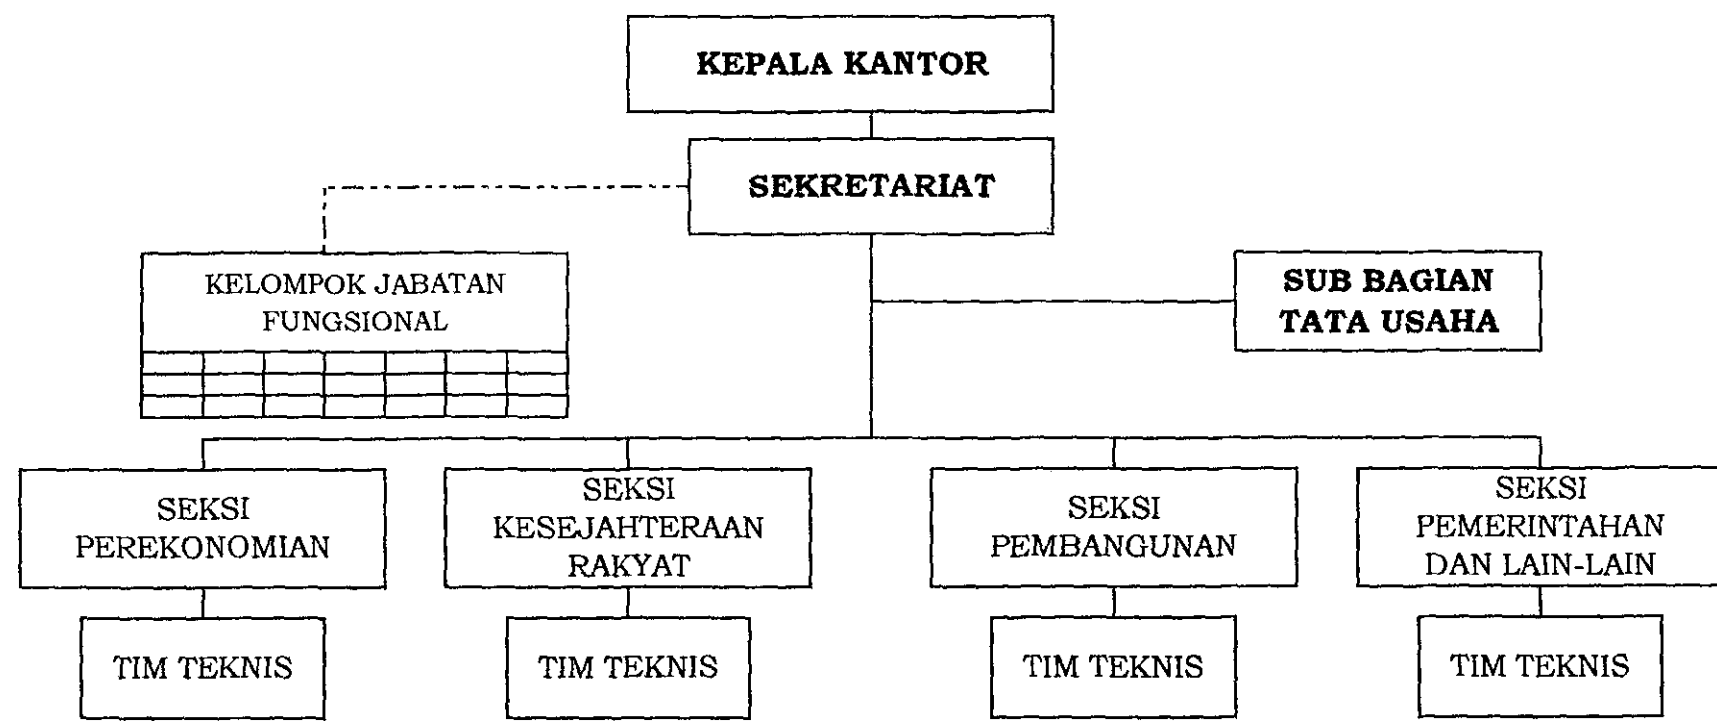 KEPALA KANTOR
SEKRETARIAT
KELOMPOK JABATAN
FUNGSIONAL
SUB BAGIAN
TATA USAHA
SEKSI
PEREKONOMIAN
SEKSI
KESEJAHTERAAN
RAKYAT
SEKSI
PEMBANGUNAN
SEKSI
PEMERINTAHAN
DAN LAIN-LAIN
TIM TEKNIS
TIM TEKNIS
TIM TEKNIS
TIM TEKNIS